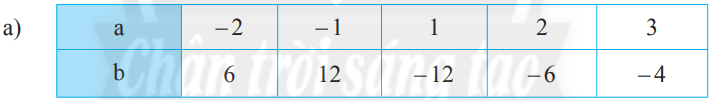 a) a −2 −1 1 2 3
b 6 12 −12 −6 −4
Chân trời sáng tạo